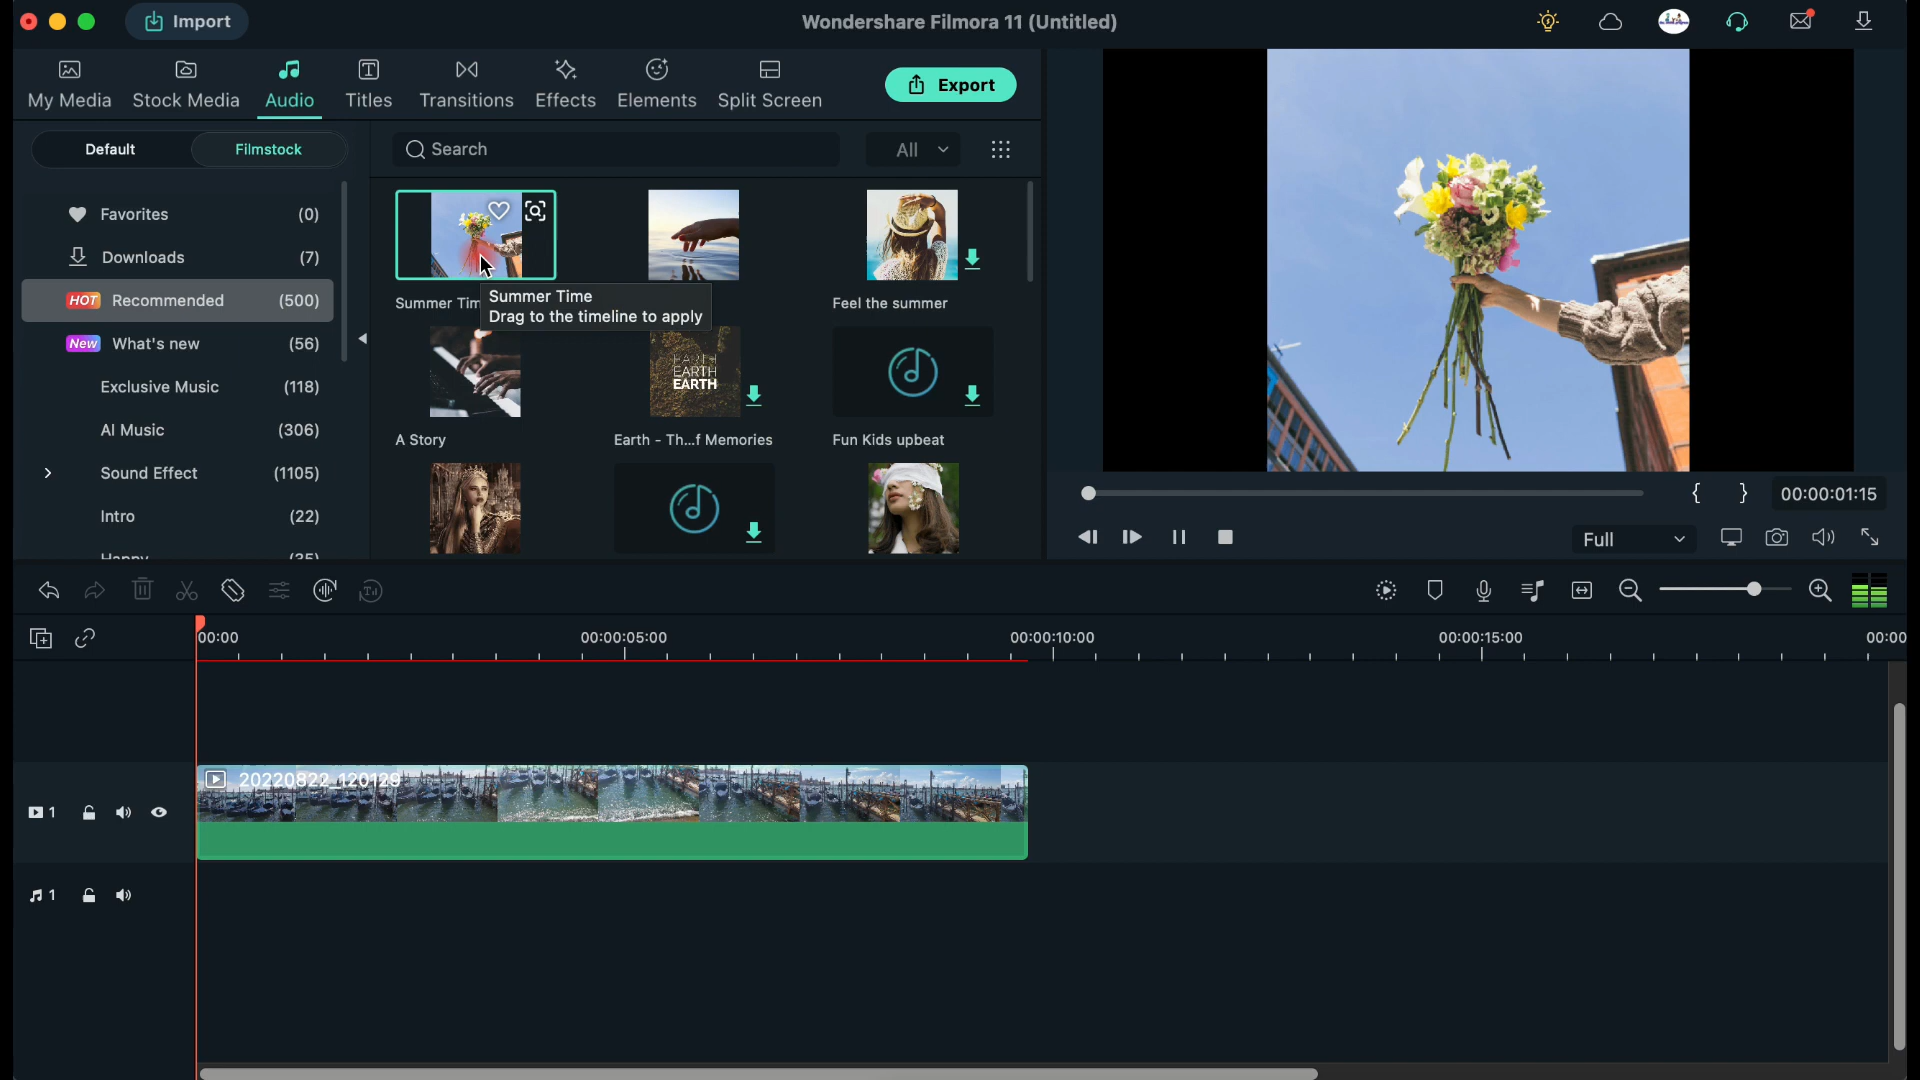 Import
Wondershare Filmora 11 (Untitled)
My Media
Stock Media
Audio
Titles
Transitions
Effects
Elements
Split Screen
Export
Default
Filmstock
Search
All
Favorites (0)
Downloads (7)
HOT Recommended (500)
New What's new (56)
Exclusive Music (118)
AI Music (306)
Sound Effect (1105)
Intro (22)
Happy (35)
Summer Tim
Summer Time
Drag to the timeline to apply
Feel the summer
EARTH
EARTH
EARTH
A Story
Earth - Th...f Memories
Fun Kids upbeat
{ }
00:00:01:15
Full
00:00
00:00:05:00
00:00:10:00
00:00:15:00
00:00
20220822_120129
1
1